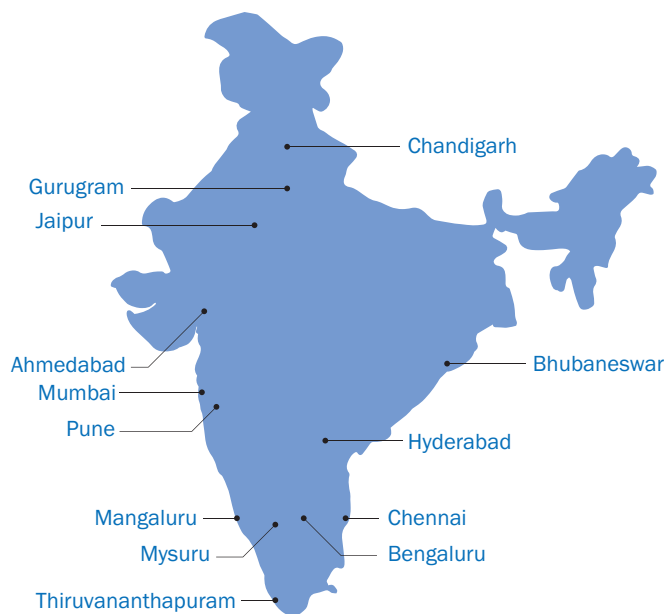 Chandigarh
Gurugram
Jaipur
Ahmedabad
Bhubaneswar
Mumbai
Pune
Hyderabad
Mangaluru
Chennai
Mysuru
Bengaluru
Thiruvananthapuram